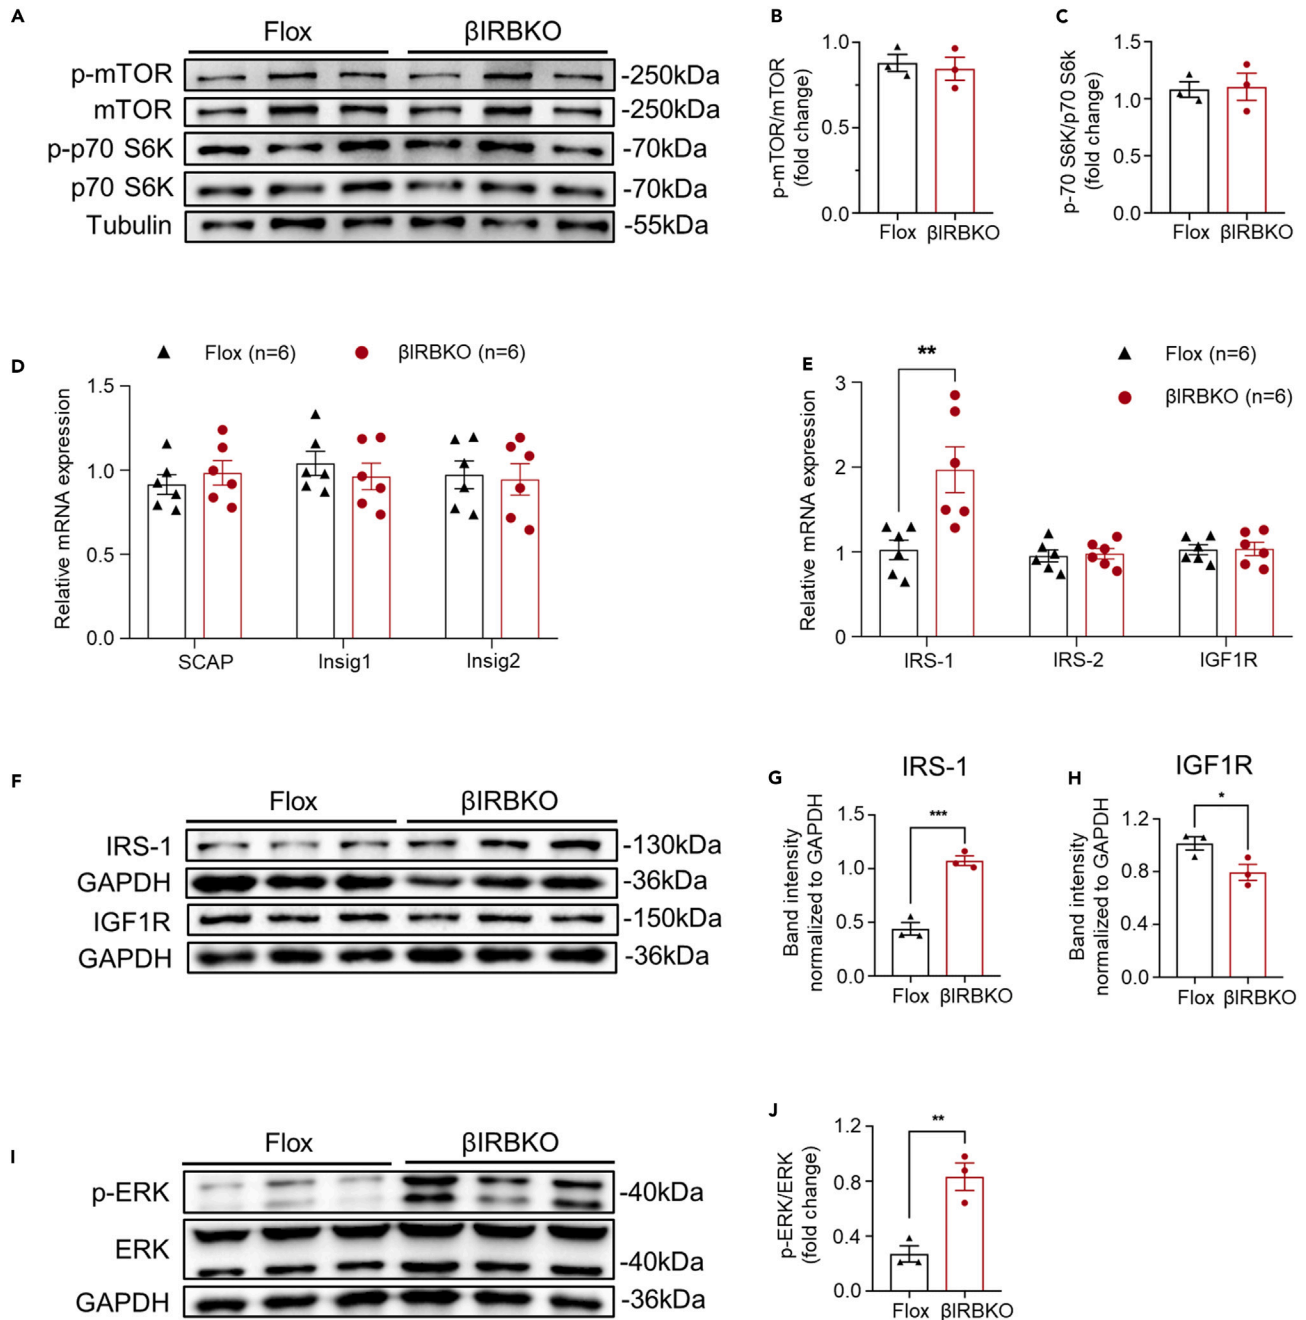 A
Flox
βIRBKO
p-mTOR
-250kDa
mTOR
-250kDa
p-p70 S6K
-70kDa
p70 S6K
-70kDa
Tubulin
-55kDa
B
p-mTOR/mTOR
(fold change)
1.0
0.5
0.0
Flox βIRBKO
C
p-70 S6K/p70 S6k
(fold change)
1.5
1.0
0.5
0.0
Flox βIRBKO
D
Flox (n=6)
βIRBKO (n=6)
Relative mRNA expression
1.5
1.0
0.5
0.0
SCAP
Insig1
Insig2
E
Flox (n=6)
βIRBKO (n=6)
**
Relative mRNA expression
3
2
1
0
IRS-1
IRS-2
IGF1R
F
Flox
βIRBKO
IRS-1
-130kDa
GAPDH
-36kDa
IGF1R
-150kDa
GAPDH
-36kDa
G
IRS-1
***
Band intensity
normalized to GAPDH
1.5
1.0
0.5
0.0
Flox βIRBKO
H
IGF1R
*
Band intensity
normalized to GAPDH
1.2
0.8
0.4
0.0
Flox βIRBKO
I
Flox
βIRBKO
p-ERK
-40kDa
ERK
-40kDa
GAPDH
-36kDa
J
**
p-ERK/ERK
(fold change)
1.2
0.8
0.4
0.0
Flox βIRBKO